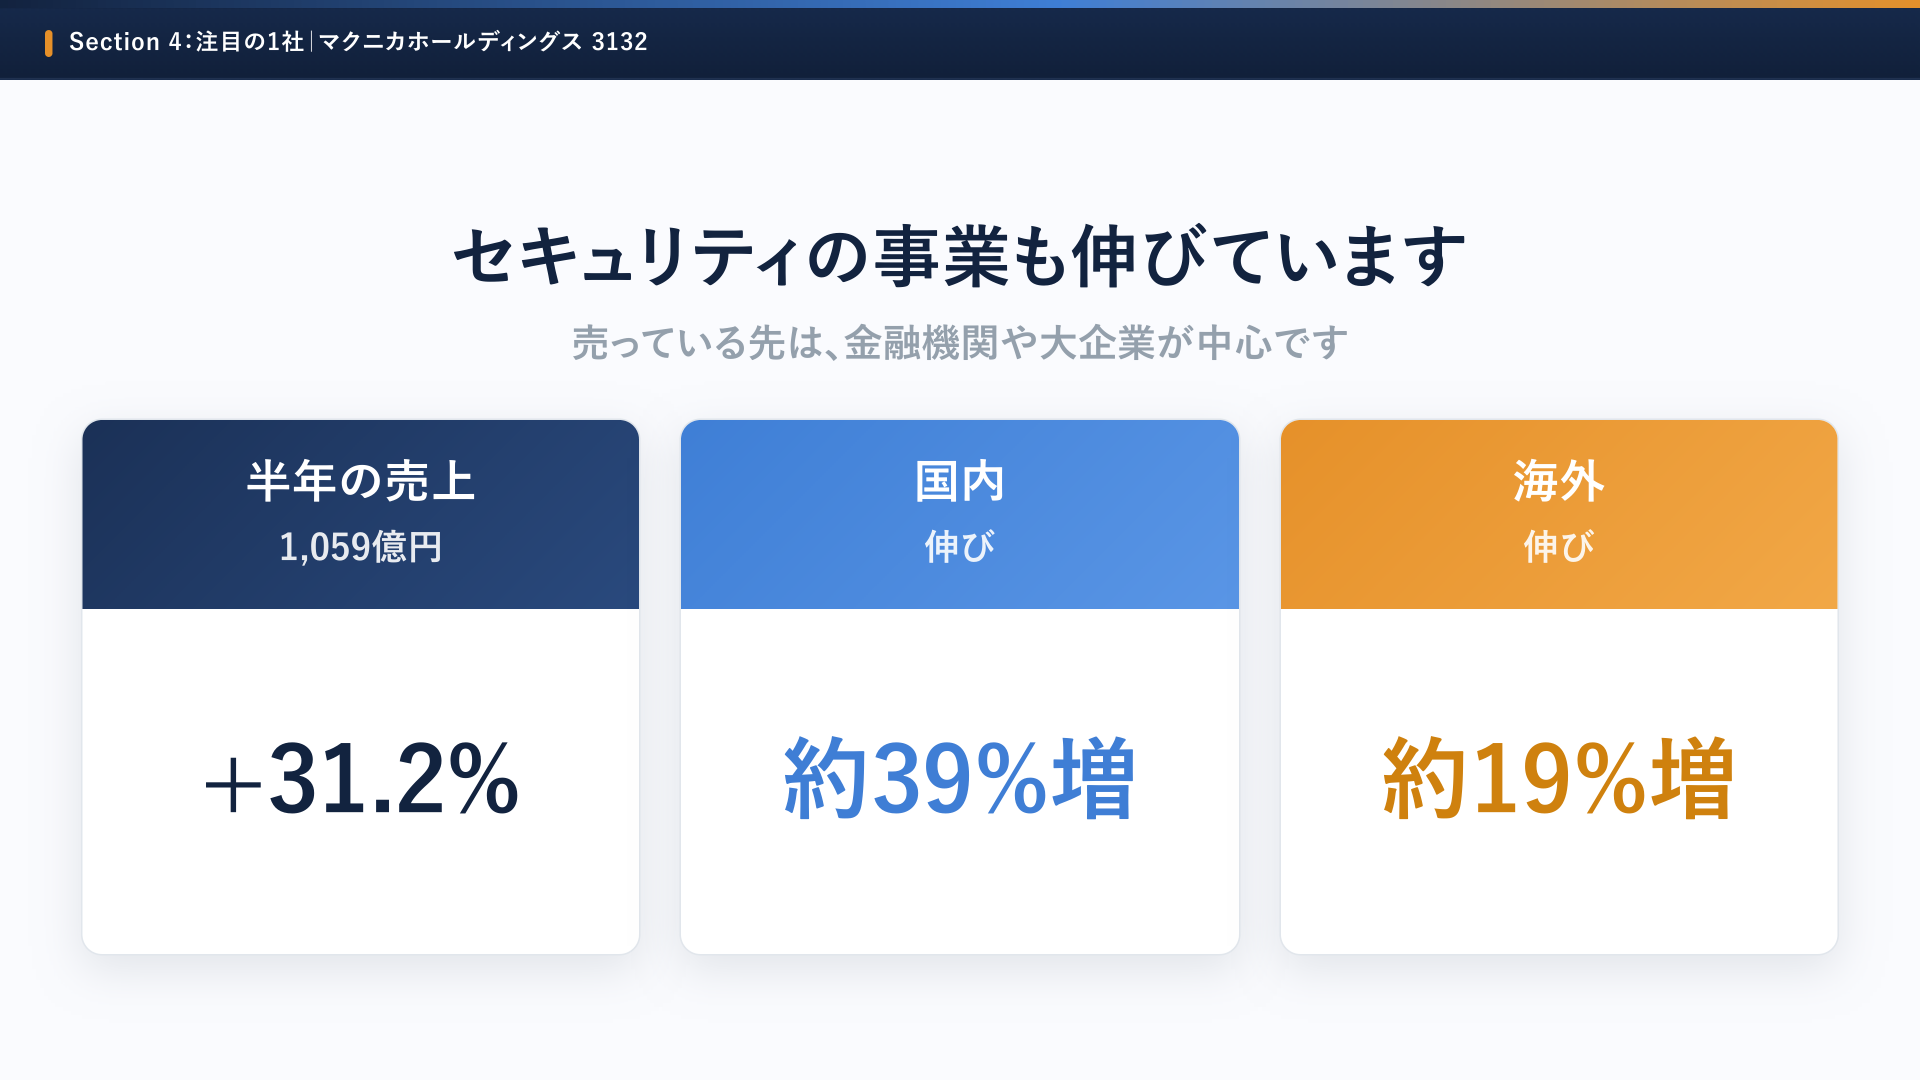 Section 4：注目の1社｜マクニカホールディングス 3132
セキュリティの事業も伸びています
売っている先は、金融機関や大企業が中心です
半年の売上
1,059億円
+31.2%
国内
伸び
約39%増
海外
伸び
約19%増